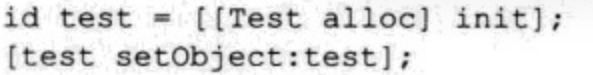 id test = [[Test alloc] init];
[test setObject:test];